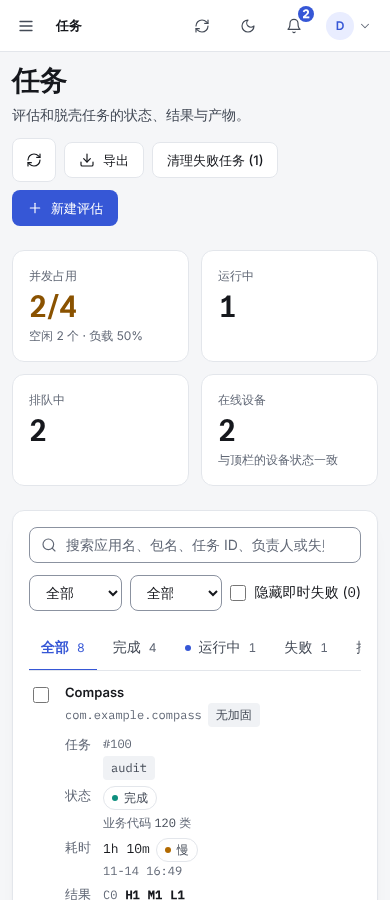 任务
2
D
任务
评估和脱壳任务的状态、结果与产物。
导出
清理失败任务 (1)
新建评估
并发占用
2/4
空闲 2 个 · 负载 50%
运行中
1
排队中
2
在线设备
2
与顶栏的设备状态一致
搜索应用名、包名、任务 ID、负责人或失
全部
全部
隐藏即时失败 (0)
全部 8 完成 4 运行中 1 失败 1
Compass
com.example.compass 无加固
任务 #100
audit
状态 完成
业务代码 120 类
耗时 1h 10m 慢
11-14 16:49
结果 C0 H1 M1 L1